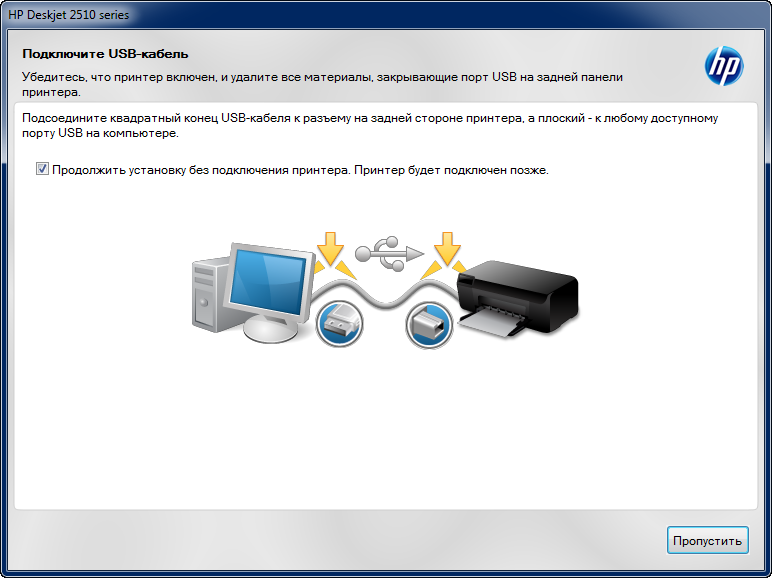 HP Deskjet 2510 series
Подключите USB-кабель
Убедитесь, что принтер включен, и удалите все материалы, закрывающие порт USB на задней панели
принтера.
hp
Подсоедините квадратный конец USB-кабеля к разъему на задней стороне принтера, а плоский - к любому доступному
порту USB на компьютере.
Продолжить установку без подключения принтера. Принтер будет подключен позже.
Пропустить